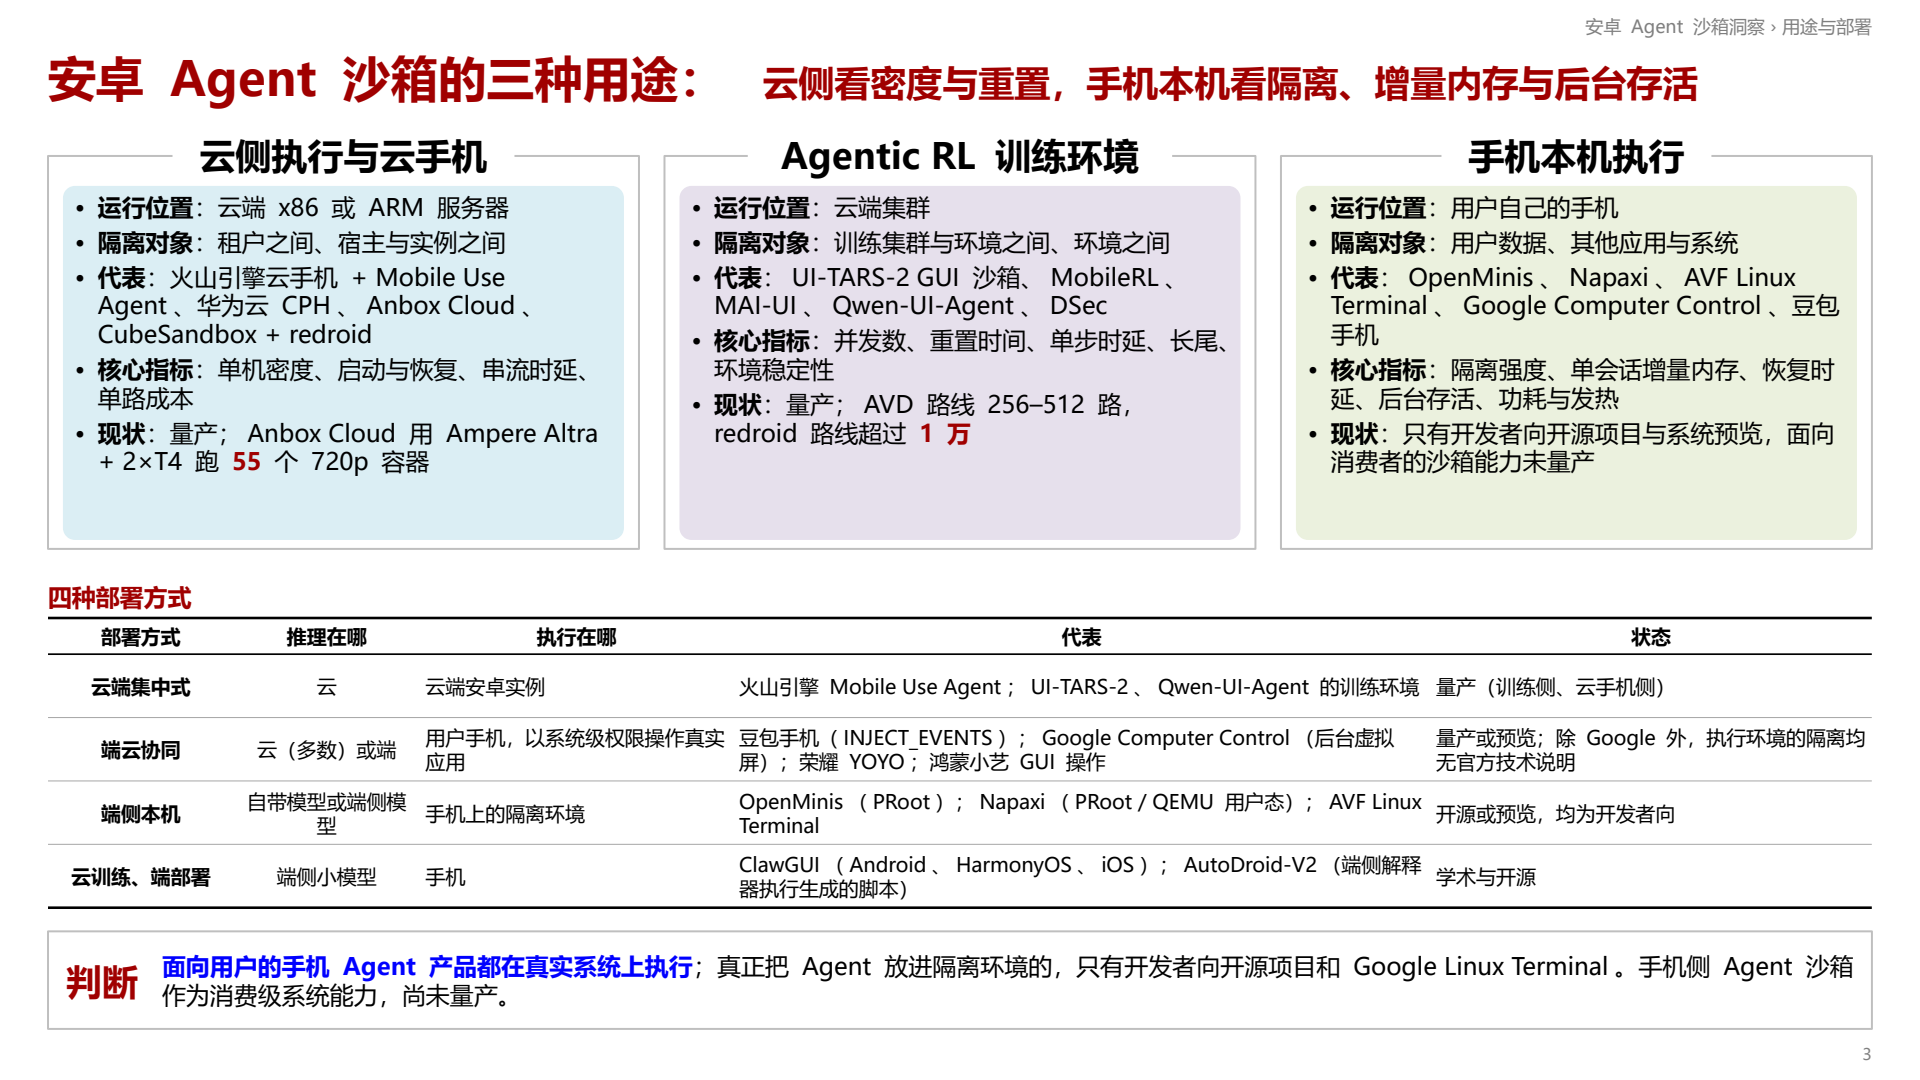 安卓 Agent 沙箱洞察 › 用途与部署
安卓 Agent 沙箱的三种用途： 云侧看密度与重置，手机本机看隔离、增量内存与后台存活
云侧执行与云手机
• 运行位置：云端 x86 或 ARM 服务器
• 隔离对象：租户之间、宿主与实例之间
• 代表：火山引擎云手机 + Mobile Use
Agent、华为云 CPH、Anbox Cloud、
CubeSandbox + redroid
• 核心指标：单机密度、启动与恢复、串流时延、
单路成本
• 现状：量产；Anbox Cloud 用 Ampere Altra
+ 2×T4 跑 55 个 720p 容器
Agentic RL 训练环境
• 运行位置：云端集群
• 隔离对象：训练集群与环境之间、环境之间
• 代表：UI-TARS-2 GUI 沙箱、MobileRL、
MAI-UI、Qwen-UI-Agent、DSec
• 核心指标：并发数、重置时间、单步时延、长尾、
环境稳定性
• 现状：量产；AVD 路线 256–512 路，
redroid 路线超过 1 万
手机本机执行
• 运行位置：用户自己的手机
• 隔离对象：用户数据、其他应用与系统
• 代表：OpenMinis、Napaxi、AVF Linux
Terminal、Google Computer Control、豆包
手机
• 核心指标：隔离强度、单会话增量内存、恢复时
延、后台存活、功耗与发热
• 现状：只有开发者向开源项目与系统预览，面向
消费者的沙箱能力未量产
四种部署方式
部署方式 推理在哪 执行在哪 代表 状态
云端集中式 云 云端安卓实例 火山引擎 Mobile Use Agent；UI-TARS-2、Qwen-UI-Agent 的训练环境 量产（训练侧、云手机侧）
端云协同 云（多数）或端
用户手机，以系统级权限操作真实
应用
豆包手机（INJECT_EVENTS）；Google Computer Control（后台虚拟
屏）；荣耀 YOYO；鸿蒙小艺 GUI 操作
量产或预览；除 Google 外，执行环境的隔离均
无官方技术说明
端侧本机
自带模型或端侧模
型
手机上的隔离环境
OpenMinis（PRoot）；Napaxi（PRoot / QEMU 用户态）；AVF Linux
Terminal
开源或预览，均为开发者向
云训练、端部署 端侧小模型 手机
ClawGUI（Android、HarmonyOS、iOS）；AutoDroid-V2（端侧解释
器执行生成的脚本）
学术与开源
判断
面向用户的手机 Agent 产品都在真实系统上执行；真正把 Agent 放进隔离环境的，只有开发者向开源项目和 Google Linux Terminal。手机侧 Agent 沙箱
作为消费级系统能力，尚未量产。
3